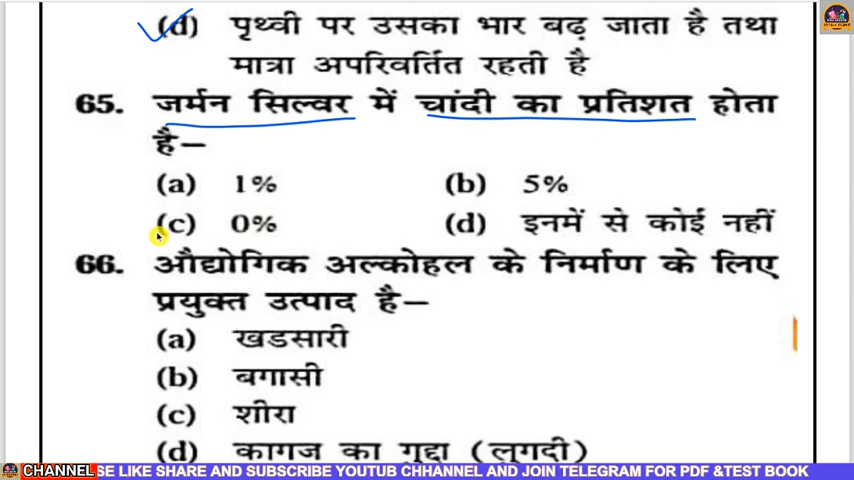 (d) पृथ्वी पर उसका भार बढ़ जाता है तथा
मात्रा अपरिवर्तित रहती है
65. जर्मन सिल्वर में चांदी का प्रतिशत होता
है–
(a) 1% (b) 5%
(c) 0% (d) इनमें से कोई नहीं
66. औद्योगिक अल्कोहल के निर्माण के लिए
प्रयुक्त उत्पाद है–
(a) खडसारी
(b) बगासी
(c) शीरा
(d) कागज का गुद्दा (लुगदी)
CHANNEL SE LIKE SHARE AND SUBSCRIBE YOUTUB CHHANNEL AND JOIN TELEGRAM FOR PDF &TEST BOOK